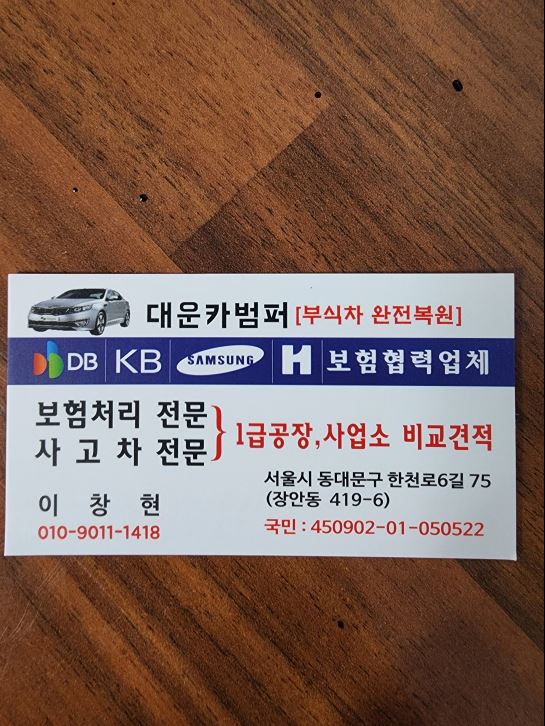 대운카범퍼 [부식차 완전복원]
DB KB SAMSUNG H 보험협력업체
보험처리 전문
사 고 차 전문
} 1급공장,사업소 비교견적
서울시 동대문구 한천로6길 75
(장안동 419-6)
이 창 현
010-9011-1418
국민 : 450902-01-050522